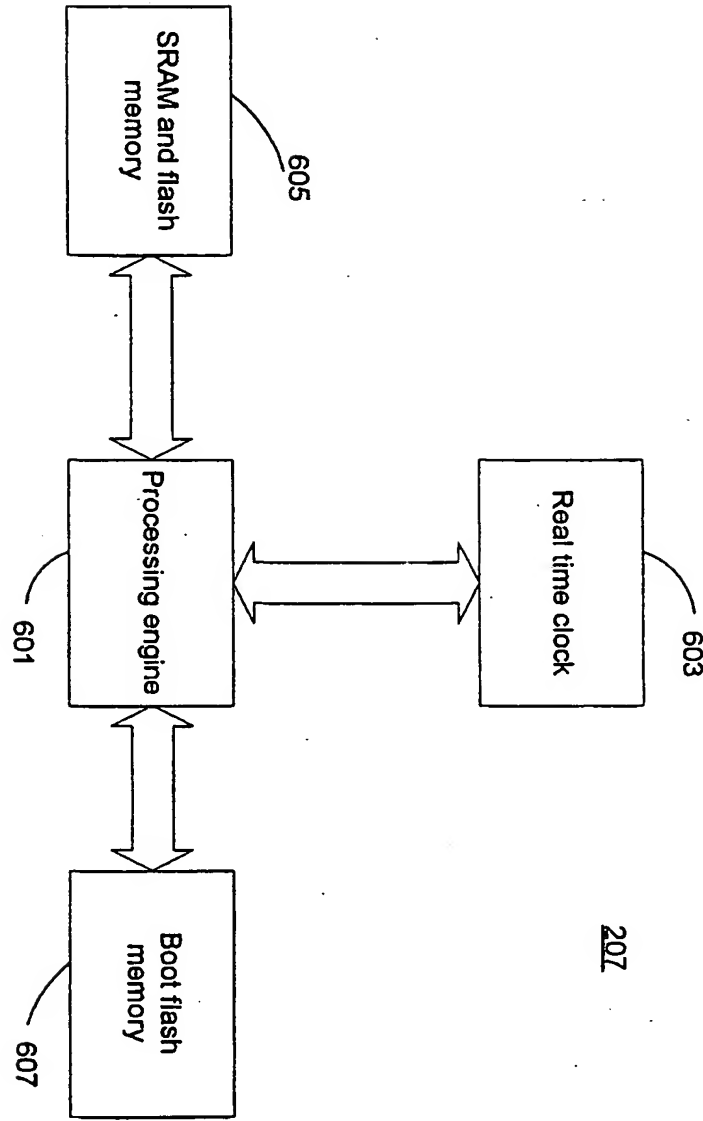 207
Real time clock
603
SRAM and flash
memory
605
Processing engine
601
Boot flash
memory
607